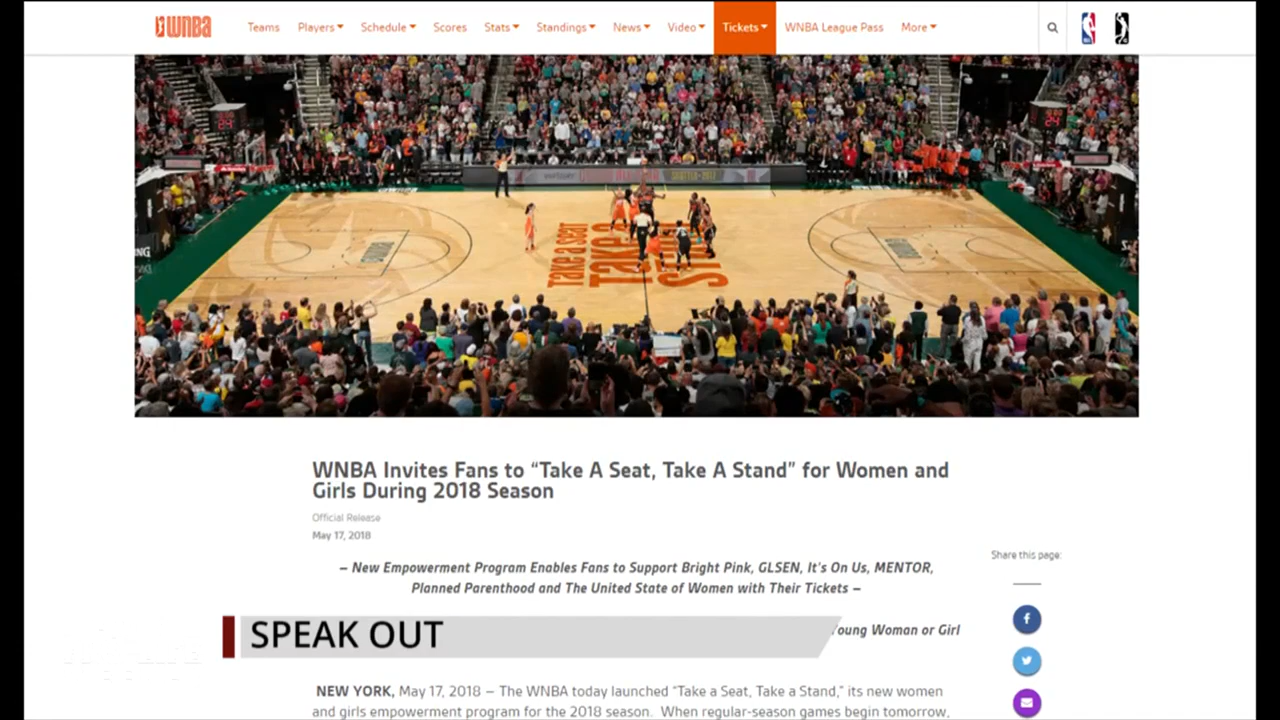 WNBA
Teams Players Schedule Scores Stats Standings News Video Tickets WNBA League Pass More
take a seat
take a
WNBA Invites Fans to “Take A Seat, Take A Stand” for Women and
Girls During 2018 Season
Official Release
May 17, 2018
Share this page:
– New Empowerment Program Enables Fans to Support Bright Pink, GLSEN, It's On Us, MENTOR,
Planned Parenthood and The United State of Women with Their Tickets –
Young Woman or Girl
SPEAK OUT
NEW YORK, May 17, 2018 – The WNBA today launched “Take a Seat, Take a Stand,” its new women
and girls empowerment program for the 2018 season. When regular-season games begin tomorrow,